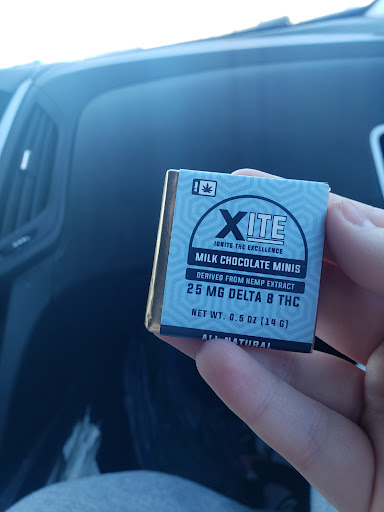 XITE
IGNITE THE EXCELLENCE
MILK CHOCOLATE MINIS
DERIVED FROM HEMP EXTRACT
25 MG DELTA 8 THC
NET WT. 0.5 OZ (14 G)
ALL NATURAL